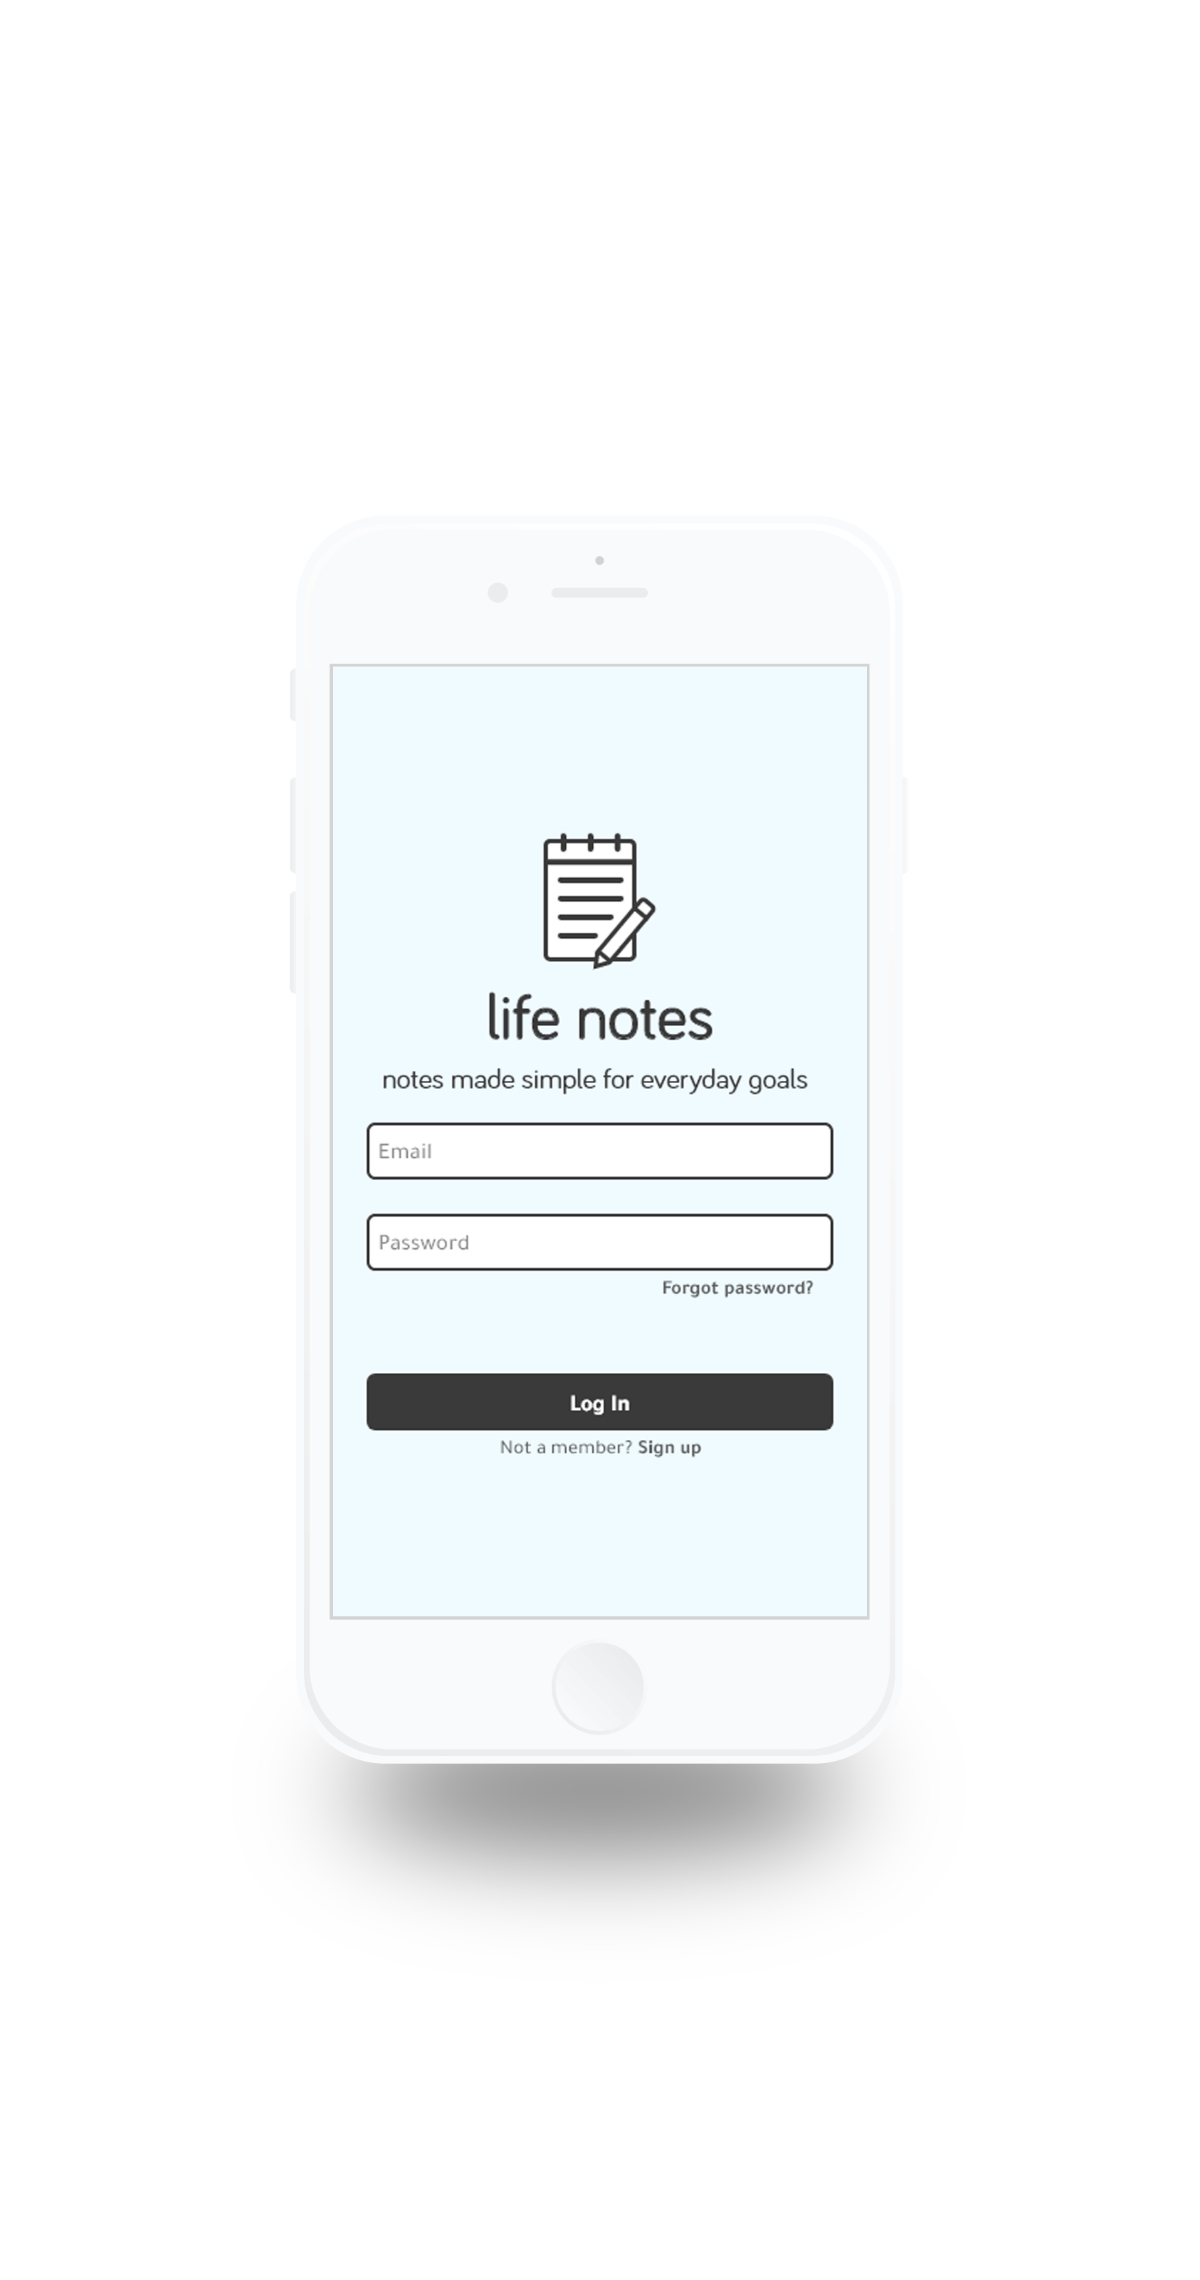 life notes
notes made simple for everyday goals
Email
Password
Forgot password?
Log In
Not a member? Sign up